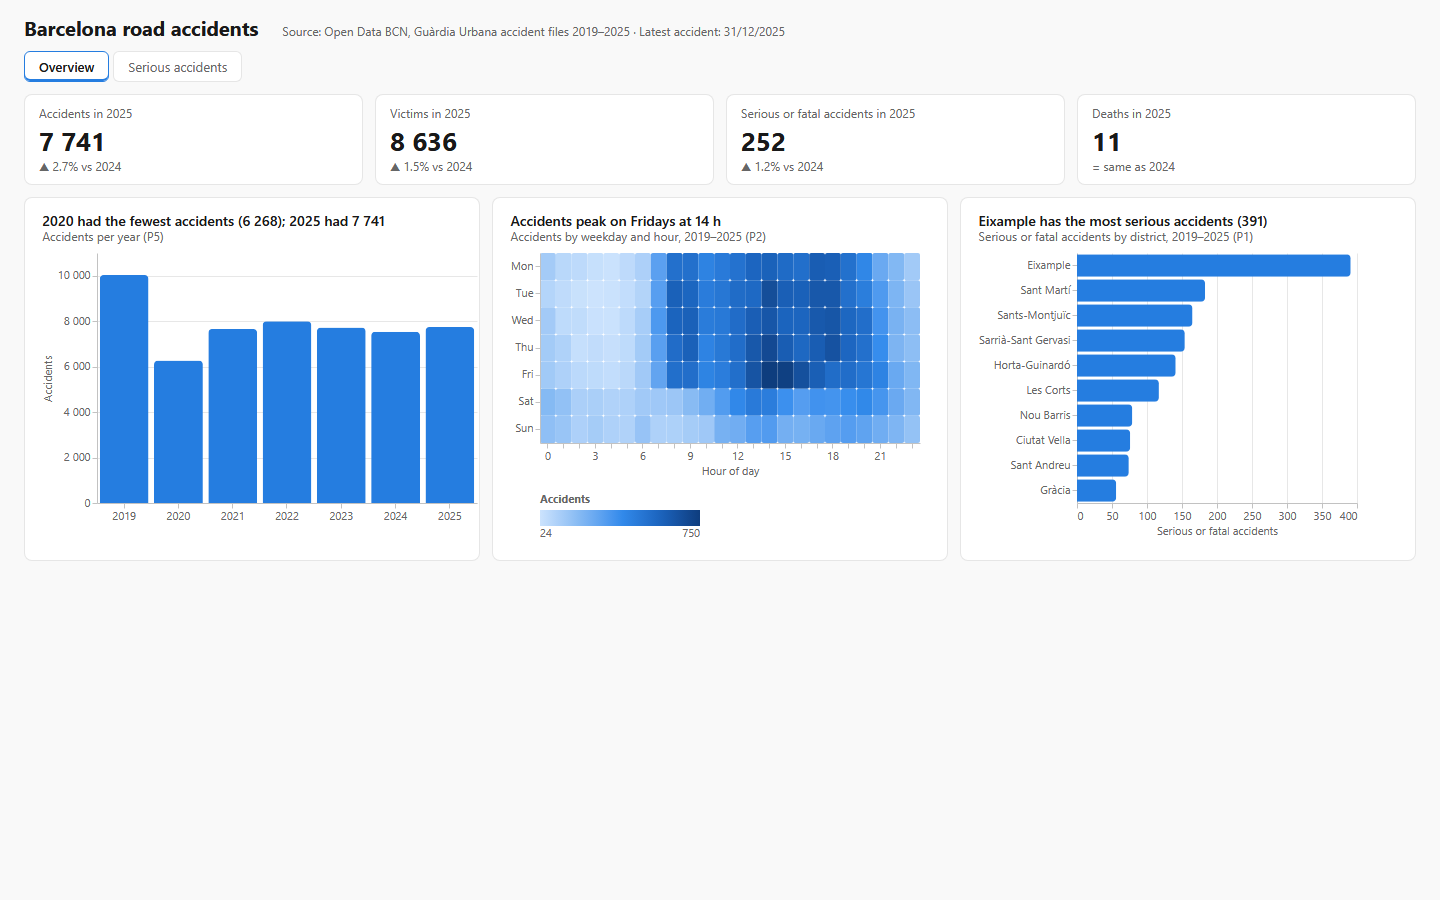 Barcelona road accidents
Source: Open Data BCN, Guàrdia Urbana accident files 2019–2025 · Latest accident: 31/12/2025
Overview
Serious accidents
Accidents in 2025
7 741
▲ 2.7% vs 2024
Victims in 2025
8 636
▲ 1.5% vs 2024
Serious or fatal accidents in 2025
252
▲ 1.2% vs 2024
Deaths in 2025
11
= same as 2024
2020 had the fewest accidents (6 268); 2025 had 7 741
Accidents per year (P5)
Accidents
10 000
8 000
6 000
4 000
2 000
0
2019 2020 2021 2022 2023 2024 2025
Accidents peak on Fridays at 14 h
Accidents by weekday and hour, 2019–2025 (P2)
Mon
Tue
Wed
Thu
Fri
Sat
Sun
0 3 6 9 12 15 18 21
Hour of day
Accidents
24 750
Eixample has the most serious accidents (391)
Serious or fatal accidents by district, 2019–2025 (P1)
Eixample
Sant Martí
Sants-Montjuïc
Sarrià-Sant Gervasi
Horta-Guinardó
Les Corts
Nou Barris
Ciutat Vella
Sant Andreu
Gràcia
0 50 100 150 200 250 300 350 400
Serious or fatal accidents